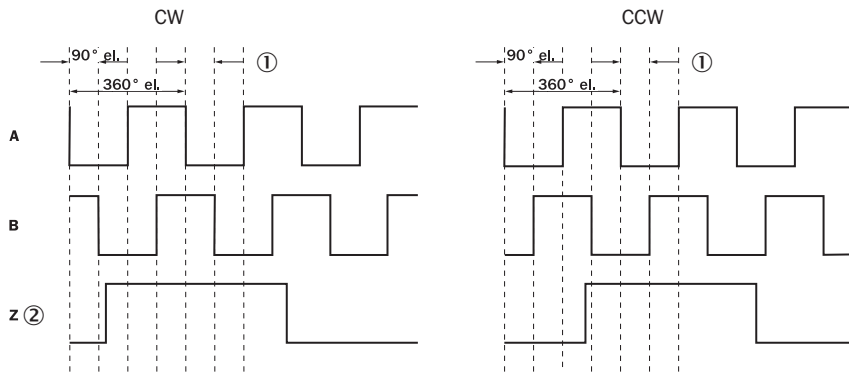 CW CCW
90° el. ① 90° el. ①
360° el. 360° el.
A
B
Z ②